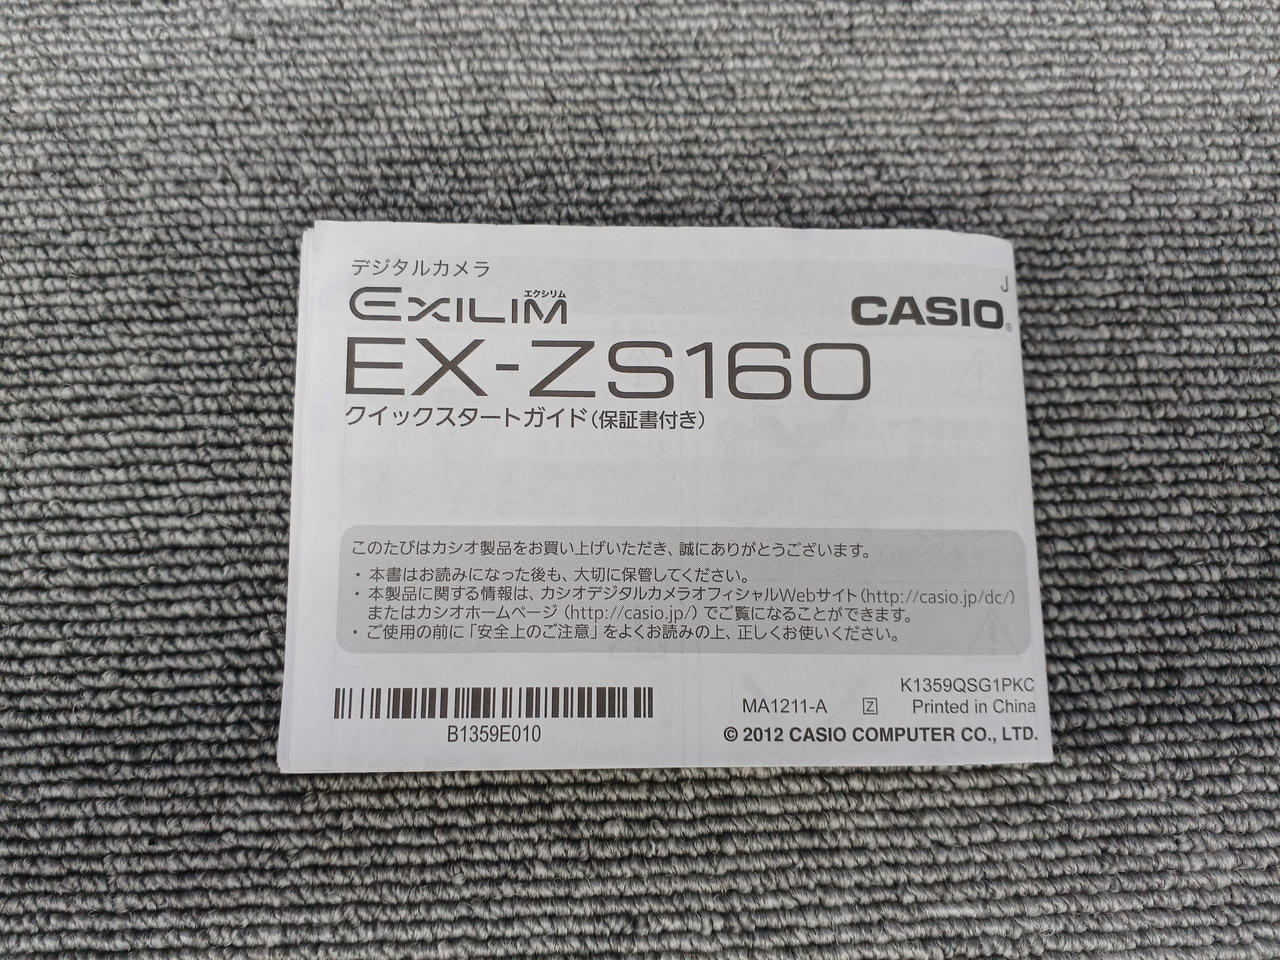 デジタルカメラ
J
エクシリム
EXILIM
CASIO®
EX-ZS160
クイックスタートガイド（保証書付き）
このたびはカシオ製品をお買い上げいただき、誠にありがとうございます。
・本書はお読みになった後も、大切に保管してください。
・本製品に関する情報は、カシオデジタルカメラオフィシャルWebサイト（http://casio.jp/dc/）
またはカシオホームページ（http://casio.jp/）でご覧になることができます。
・ご使用の前に「安全上のご注意」をよくお読みの上、正しくお使いください。
B1359E010
K1359QSG1PKC
MA1211-A Z Printed in China
© 2012 CASIO COMPUTER CO., LTD.